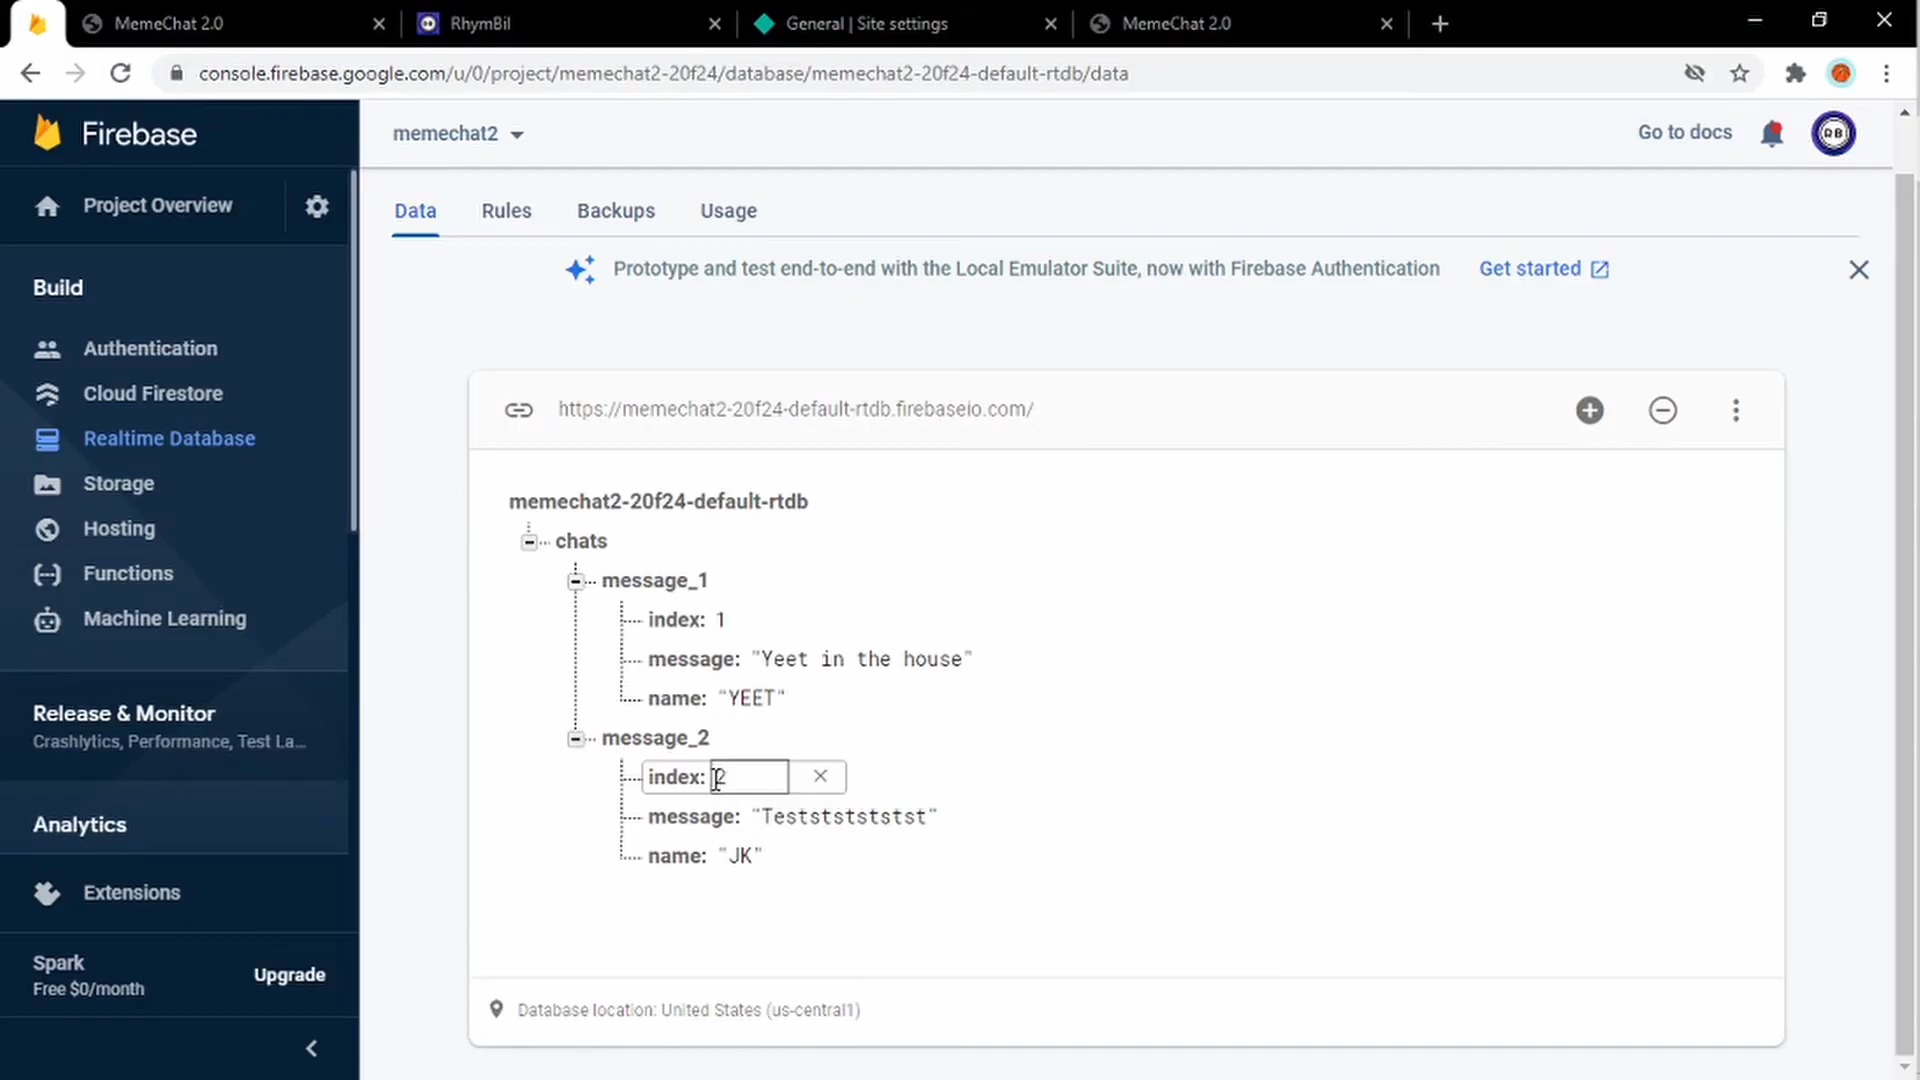 MemeChat 2.0
RhymBil
General | Site settings
MemeChat 2.0
console.firebase.google.com/u/0/project/memechat2-20f24/database/memechat2-20f24-default-rtdb/data
Firebase
memechat2
Go to docs
RB
Project Overview
Data
Rules
Backups
Usage
Prototype and test end-to-end with the Local Emulator Suite, now with Firebase Authentication
Get started
Build
Authentication
Cloud Firestore
Realtime Database
Storage
Hosting
Functions
Machine Learning
Release & Monitor
Crashlytics, Performance, Test La...
Analytics
Extensions
Spark
Free $0/month
Upgrade
https://memechat2-20f24-default-rtdb.firebaseio.com/
memechat2-20f24-default-rtdb
chats
message_1
index: 1
message: "Yeet in the house"
name: "YEET"
message_2
index: 2
message: "Teststststststst"
name: "JK"
Database location: United States (us-central1)